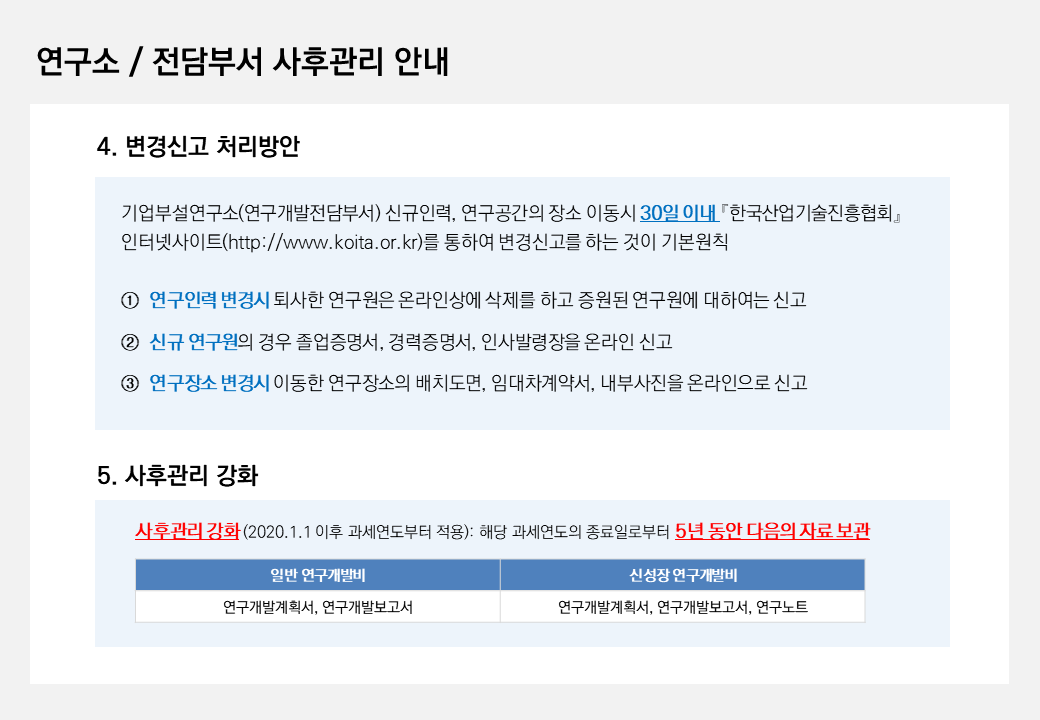 연구소 / 전담부서 사후관리 안내
4. 변경신고 처리방안
기업부설연구소(연구개발전담부서) 신규인력, 연구공간의 장소 이동시 30일 이내 『한국산업기술진흥협회』
인터넷사이트(http://www.koita.or.kr)를 통하여 변경신고를 하는 것이 기본원칙
① 연구인력 변경시 퇴사한 연구원은 온라인상에 삭제를 하고 증원된 연구원에 대하여는 신고
② 신규 연구원의 경우 졸업증명서, 경력증명서, 인사발령장을 온라인 신고
③ 연구장소 변경시 이동한 연구장소의 배치도면, 임대차계약서, 내부사진을 온라인으로 신고
5. 사후관리 강화
사후관리 강화 (2020.1.1 이후 과세연도부터 적용): 해당 과세연도의 종료일로부터 5년 동안 다음의 자료 보관
일반 연구개발비 신성장 연구개발비
연구개발계획서, 연구개발보고서 연구개발계획서, 연구개발보고서, 연구노트